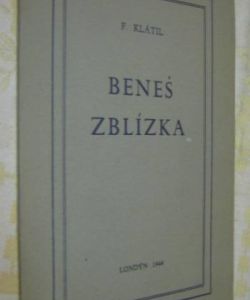 F. KLÁTIL
BENEŠ
ZBLÍZKA
LONDÝN 1944